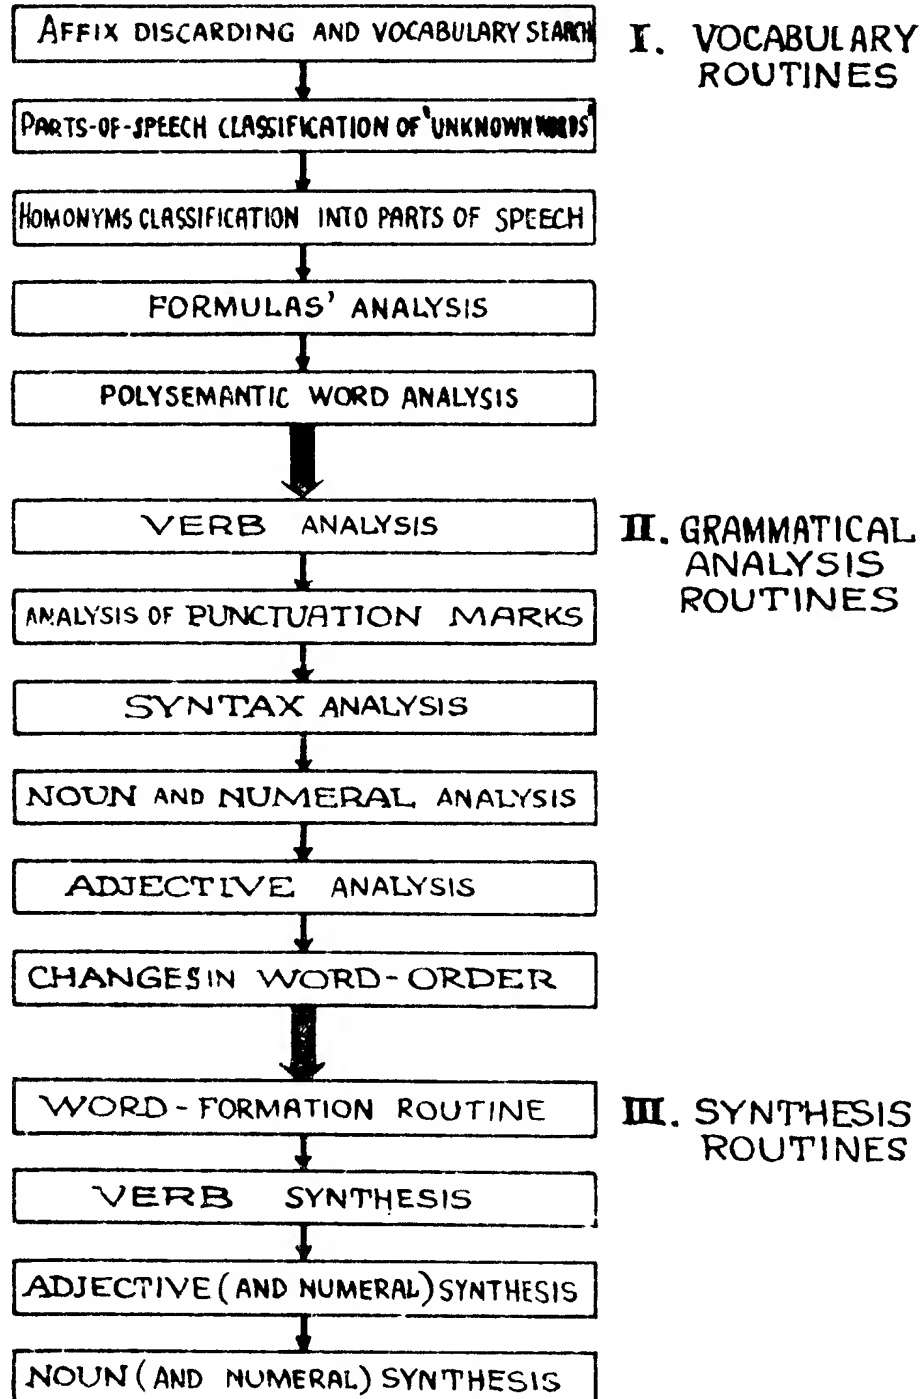 AFFIX DISCARDING AND VOCABULARY SEARCH
I. VOCABULARY
ROUTINES
PARTS-OF-SPEECH CLASSIFICATION OF 'UNKNOWN WORDS'
HOMONYMS CLASSIFICATION INTO PARTS OF SPEECH
FORMULAS' ANALYSIS
POLYSEMANTIC WORD ANALYSIS
VERB ANALYSIS
II. GRAMMATICAL
ANALYSIS
ROUTINES
ANALYSIS OF PUNCTUATION MARKS
SYNTAX ANALYSIS
NOUN AND NUMERAL ANALYSIS
ADJECTIVE ANALYSIS
CHANGES IN WORD-ORDER
WORD-FORMATION ROUTINE
III. SYNTHESIS
ROUTINES
VERB SYNTHESIS
ADJECTIVE (AND NUMERAL) SYNTHESIS
NOUN (AND NUMERAL) SYNTHESIS